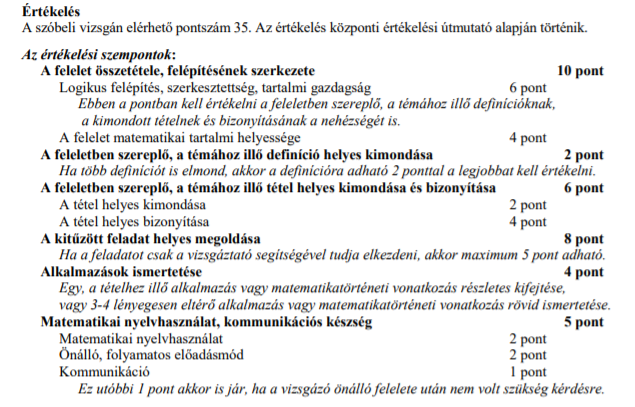 Értékelés
A szóbeli vizsgán elérhető pontszám 35. Az értékelés központi értékelési útmutató alapján történik.
Az értékelési szempontok:
A felelet összetétele, felépítésének szerkezete 10 pont
Logikus felépítés, szerkesztettség, tartalmi gazdagság 6 pont
Ebben a pontban kell értékelni a feleletben szereplő, a témához illő definícióknak,
a kimondott tételnek és bizonyításának a nehézségét is.
A felelet matematikai tartalmi helyessége 4 pont
A feleletben szereplő, a témához illő definíció helyes kimondása 2 pont
Ha több definíciót is elmond, akkor a definícióra adható 2 ponttal a legjobbat kell értékelni.
A feleletben szereplő, a témához illő tétel helyes kimondása és bizonyítása 6 pont
A tétel helyes kimondása 2 pont
A tétel helyes bizonyítása 4 pont
A kitűzött feladat helyes megoldása 8 pont
Ha a feladatot csak a vizsgáztató segítségével tudja elkezdeni, akkor maximum 5 pont adható.
Alkalmazások ismertetése 4 pont
Egy, a tételhez illő alkalmazás vagy matematikatörténeti vonatkozás részletes kifejtése,
vagy 3-4 lényegesen eltérő alkalmazás vagy matematikatörténeti vonatkozás rövid ismertetése.
Matematikai nyelvhasználat, kommunikációs készség 5 pont
Matematikai nyelvhasználat 2 pont
Önálló, folyamatos előadásmód 2 pont
Kommunikáció 1 pont
Ez utóbbi 1 pont akkor is jár, ha a vizsgázó önálló felelete után nem volt szükség kérdésre.